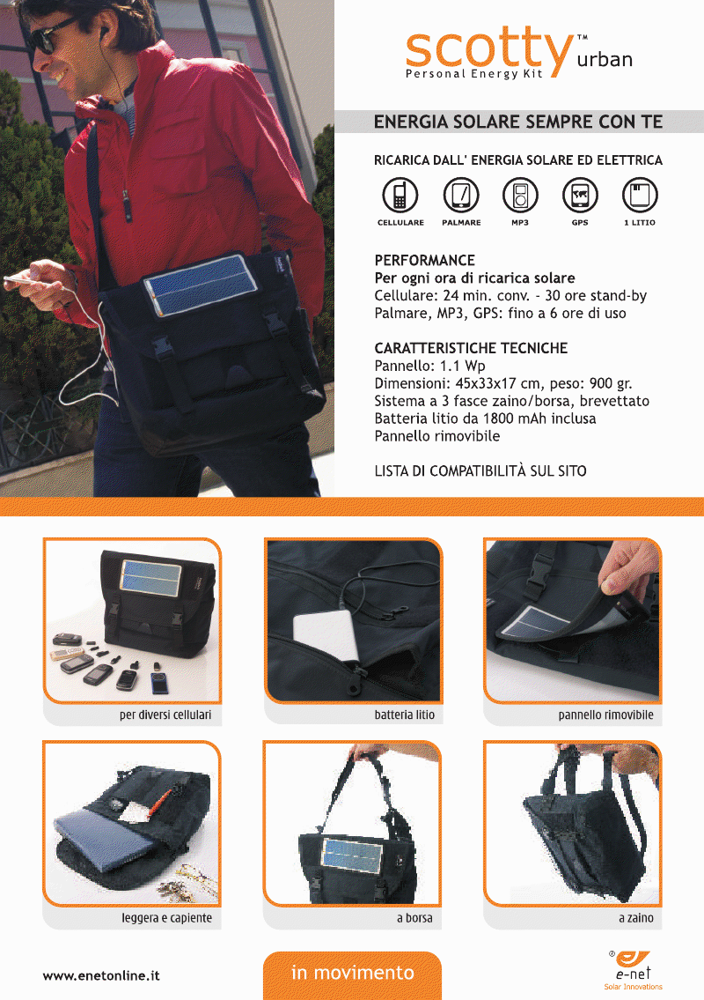 scotty™
urban
Personal Energy Kit
ENERGIA SOLARE SEMPRE CON TE
RICARICA DALL' ENERGIA SOLARE ED ELETTRICA
CELLULARE PALMARE MP3 GPS 1 LITIO
PERFORMANCE
Per ogni ora di ricarica solare
Cellulare: 24 min. conv. - 30 ore stand-by
Palmare, MP3, GPS: fino a 6 ore di uso
CARATTERISTICHE TECNICHE
Pannello: 1.1 Wp
Dimensioni: 45x33x17 cm, peso: 900 gr.
Sistema a 3 fasce zaino/borsa, brevettato
Batteria litio da 1800 mAh inclusa
Pannello rimovibile
LISTA DI COMPATIBILITÀ SUL SITO
per diversi cellulari
batteria litio
pannello rimovibile
leggera e capiente
a borsa
a zaino
www.enetonline.it
in movimento
®
e-net
Solar Innovations